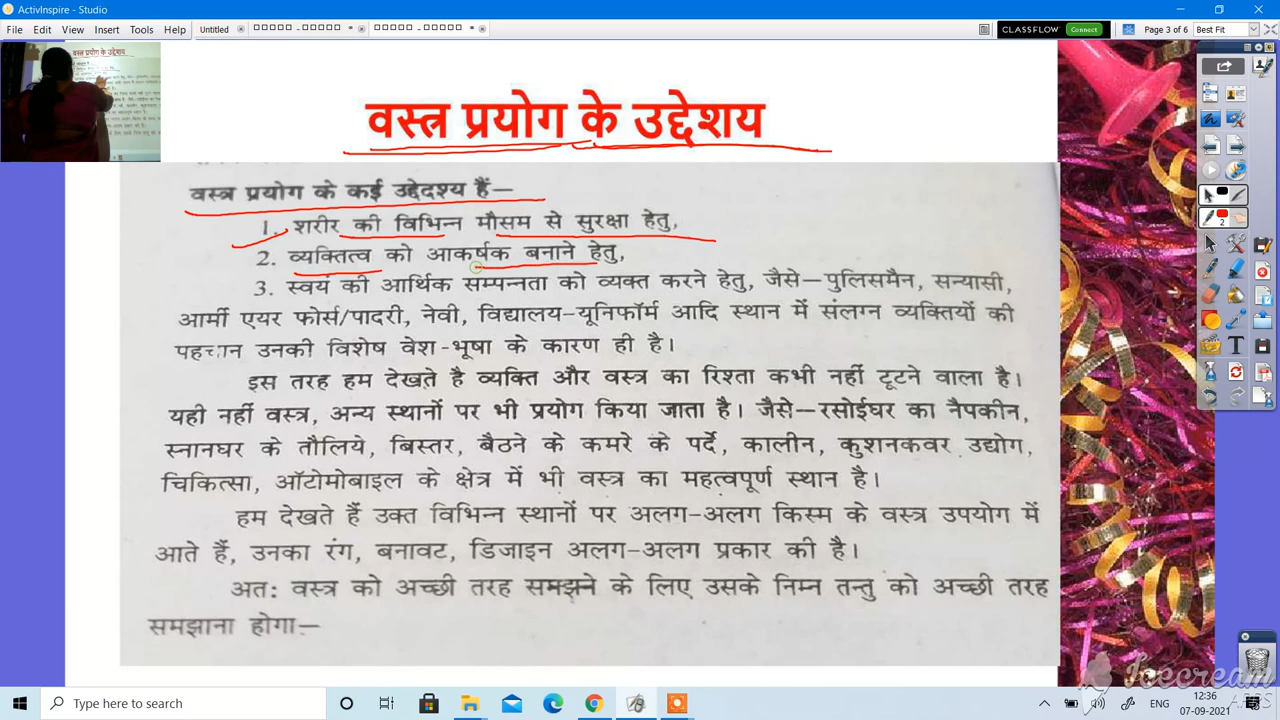 ActivInspire - Studio
File Edit View Insert Tools Help
Untitled
CLASSFLOW Connect
Page 3 of 6
Best Fit
वस्त्र प्रयोग के उद्देशय
वस्त्र प्रयोग के कई उद्देदश्य हैं—
1. शरीर की विभिन्न मौसम से सुरक्षा हेतु,
2. व्यक्तित्व को आकर्षक बनाने हेतु,
3. स्वयं की आर्थिक सम्पन्नता को व्यक्त करने हेतु, जैसे—पुलिसमैन, सन्यासी,
आर्मी एयर फोर्स/पादरी, नेवी, विद्यालय-यूनिफॉर्म आदि स्थान में संलग्न व्यक्तियों की
पहचान उनकी विशेष वेश-भूषा के कारण ही है।
इस तरह हम देखते है व्यक्ति और वस्त्र का रिश्ता कभी नहीं टूटने वाला है।
यही नहीं वस्त्र, अन्य स्थानों पर भी प्रयोग किया जाता है। जैसे—रसोईघर का नैपकीन,
स्नानघर के तौलिये, बिस्तर, बैठने के कमरे के पर्दे, कालीन, कुशनकवर उद्योग,
चिकित्सा, ऑटोमोबाइल के क्षेत्र में भी वस्त्र का महत्वपूर्ण स्थान है।
हम देखते हैं उक्त विभिन्न स्थानों पर अलग-अलग किस्म के वस्त्र उपयोग में
आते हैं, उनका रंग, बनावट, डिजाइन अलग-अलग प्रकार की है।
अतः वस्त्र को अच्छी तरह समझने के लिए उसके निम्न तन्तु को अच्छी तरह
समझाना होगा:—
Icecream
APPS
Type here to search
ENG
12:36
07-09-2021